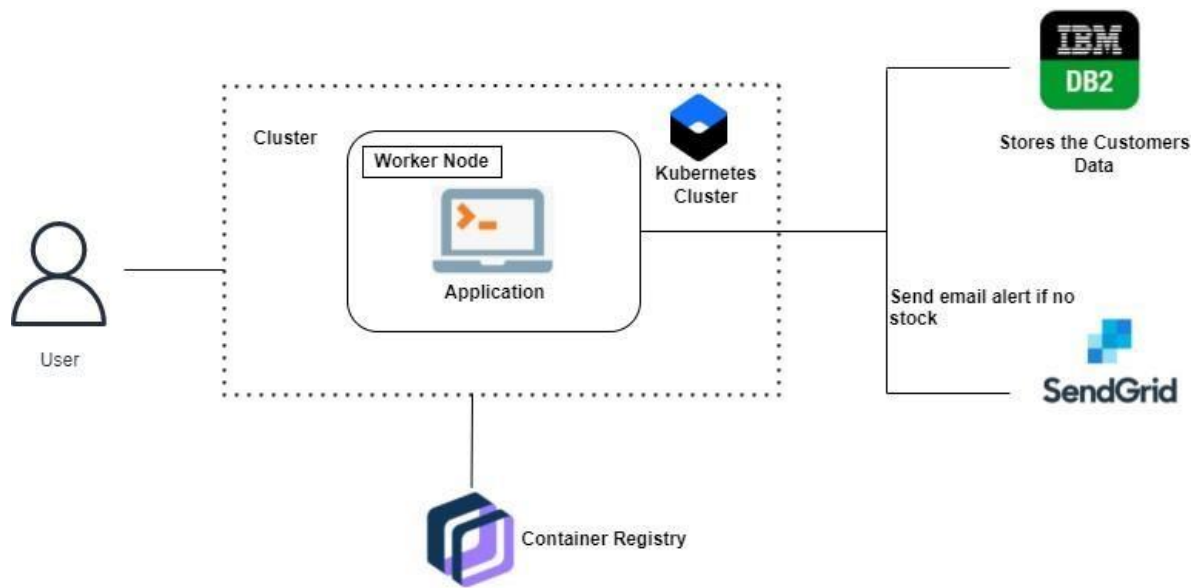 IBM
DB2
Stores the Customers
Data
Cluster
Worker Node
Kubernetes
Cluster
Application
User
Send email alert if no
stock
SendGrid
Container Registry